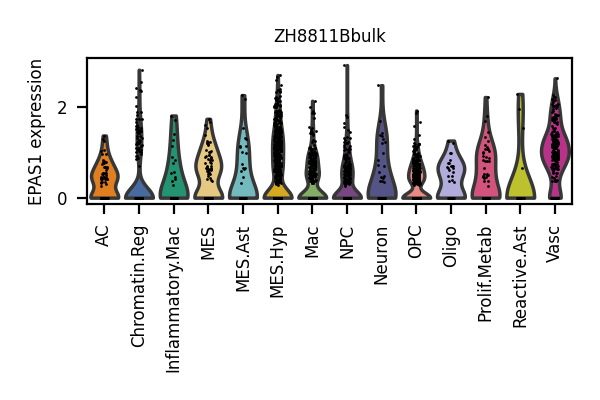 ZH8811Bbulk
EPAS1 expression
2
0
AC
Chromatin.Reg
Inflammatory.Mac
MES
MES.Ast
MES.Hyp
Mac
NPC
Neuron
OPC
Oligo
Prolif.Metab
Reactive.Ast
Vasc